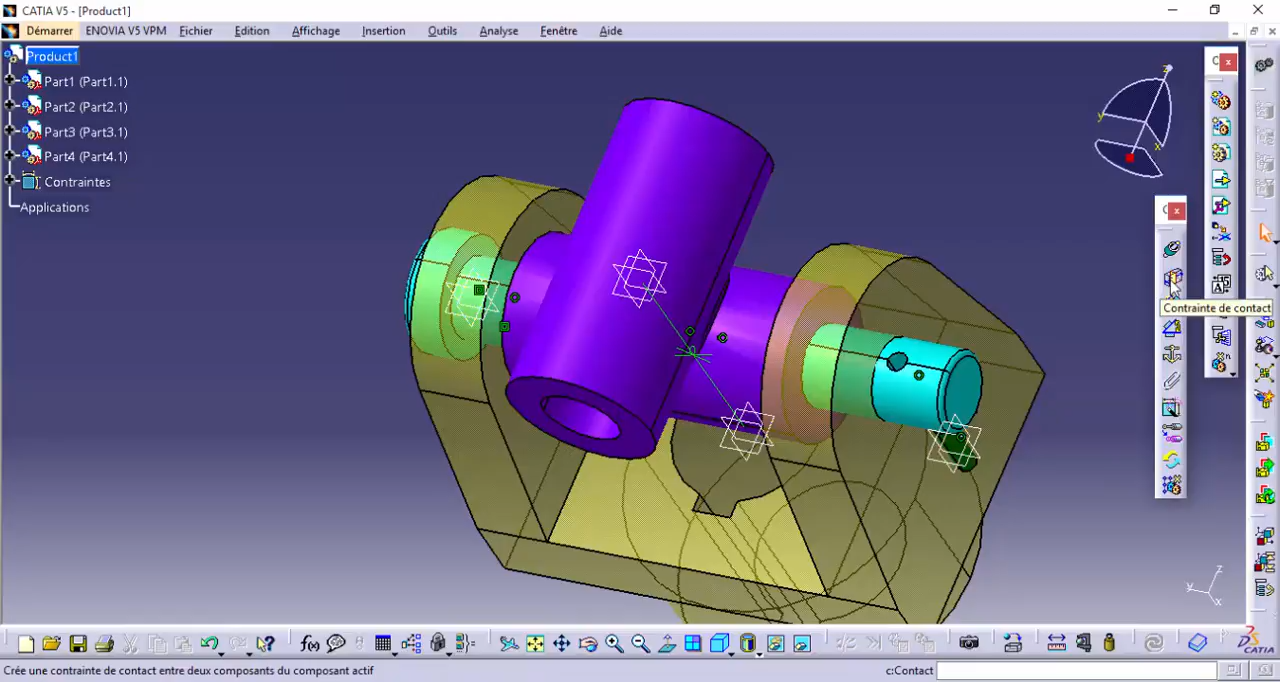 CATIA V5 - [Product1]
Démarrer ENOVIA V5 VPM Fichier Edition Affichage Insertion Outils Analyse Fenêtre Aide
Product1
Part1 (Part1.1)
Part2 (Part2.1)
Part3 (Part3.1)
Part4 (Part4.1)
Contraintes
Applications
z
y
x
C
C
Contrainte de contact
z
y
x
f(x)
CATIA
Crée une contrainte de contact entre deux composants du composant actif
c:Contact